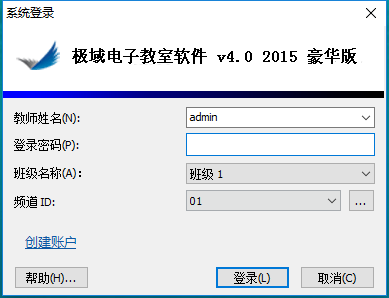 系统登录
极域电子教室软件 v4.0 2015 豪华版
教师姓名(N): admin
登录密码(P):
班级名称(A): 班级 1
频道 ID: 01 ...
创建账户
帮助(H)... 登录(L) 取消(C)